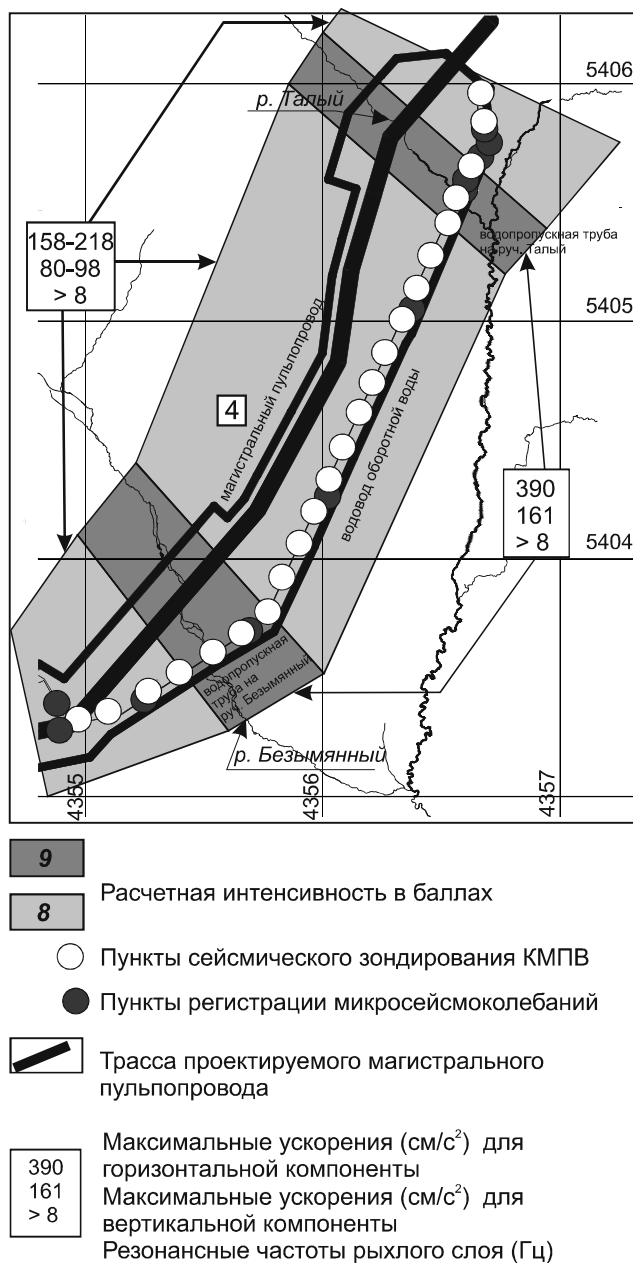 5406
р. Талый
158-218
80-98
> 8
водопропускная труба
на руч. Талый
5405
магистральный пульпопровод
4
водовод оборотной воды
390
161
> 8
5404
водопропускная
труба на
руч. Безымянный
р. Безымянный
4355
4356
4357
9
8
Расчетная интенсивность в баллах
Пункты сейсмического зондирования КМПВ
Пункты регистрации микросейсмоколебаний
Трасса проектируемого магистрального
пульпопровода
390
161
> 8
Максимальные ускорения (см/с²) для
горизонтальной компоненты
Максимальные ускорения (см/с²) для
вертикальной компоненты
Резонансные частоты рыхлого слоя (Гц)